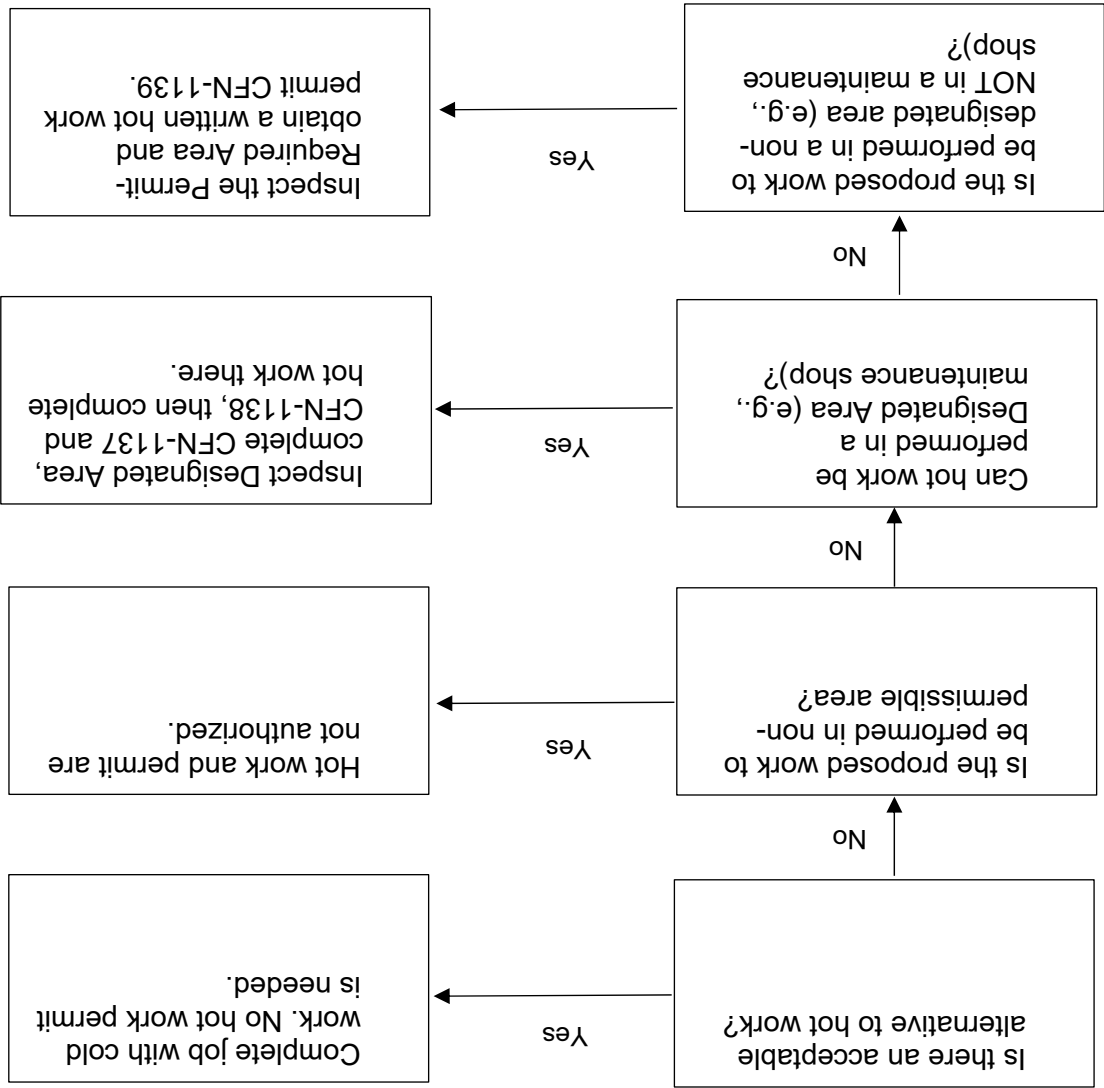 Is there an acceptable
alternative to hot work?
Yes
Complete job with cold
work. No hot work permit
is needed.
No
Is the proposed work to
be performed in non-
permissible area?
Yes
Hot work and permit are
not authorized.
No
Can hot work be
performed in a
Designated Area (e.g.,
maintenance shop)?
Yes
Inspect Designated Area,
complete CFN-1137 and
CFN-1138, then complete
hot work there.
No
Is the proposed work to
be performed in a non-
designated area (e.g.,
NOT in a maintenance
shop)?
Yes
Inspect the Permit-
Required Area and
obtain a written hot work
permit CFN-1139.